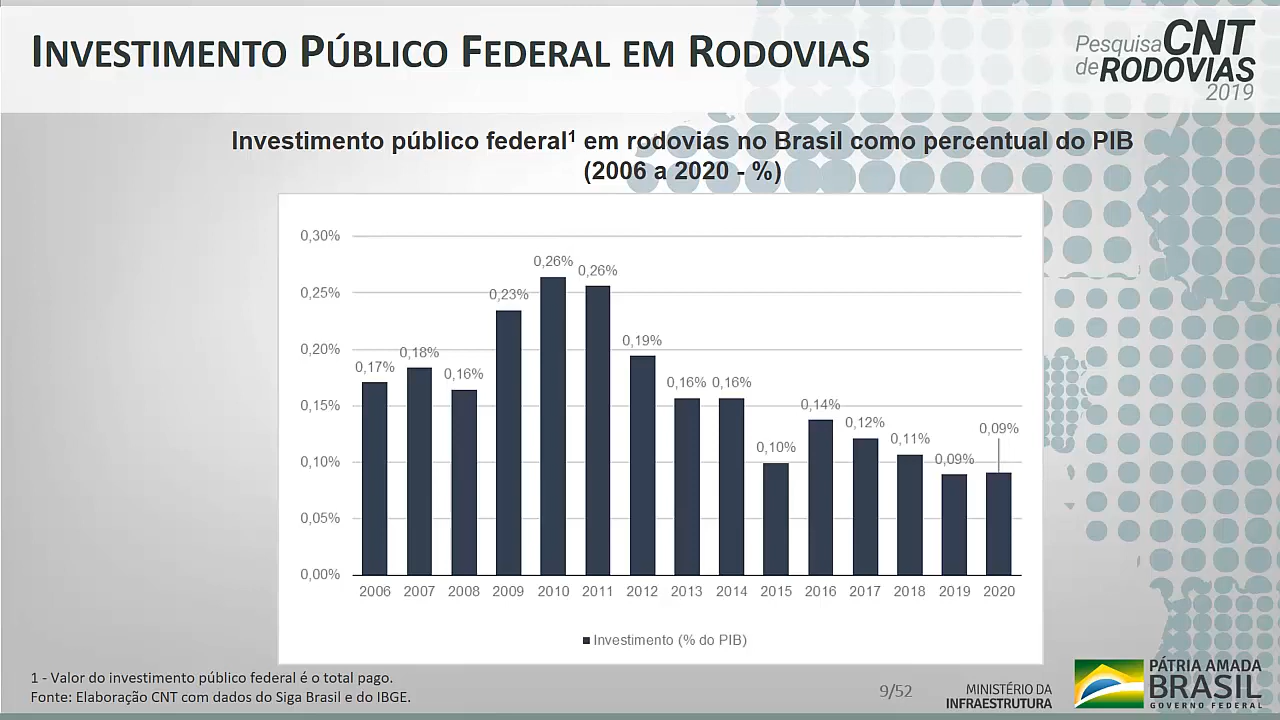 INVESTIMENTO PÚBLICO FEDERAL EM RODOVIAS
Pesquisa CNT
de RODOVIAS
2019
Investimento público federal¹ em rodovias no Brasil como percentual do PIB
(2006 a 2020 - %)
0,30%
0,25%
0,20%
0,15%
0,10%
0,05%
0,00%
0,17%
0,18%
0,16%
0,23%
0,26%
0,26%
0,19%
0,16%
0,16%
0,10%
0,14%
0,12%
0,11%
0,09%
0,09%
2006 2007 2008 2009 2010 2011 2012 2013 2014 2015 2016 2017 2018 2019 2020
Investimento (% do PIB)
1 - Valor do investimento público federal é o total pago.
Fonte: Elaboração CNT com dados do Siga Brasil e do IBGE.
9/52
MINISTÉRIO DA
INFRAESTRUTURA
PÁTRIA AMADA
BRASIL
GOVERNO FEDERAL